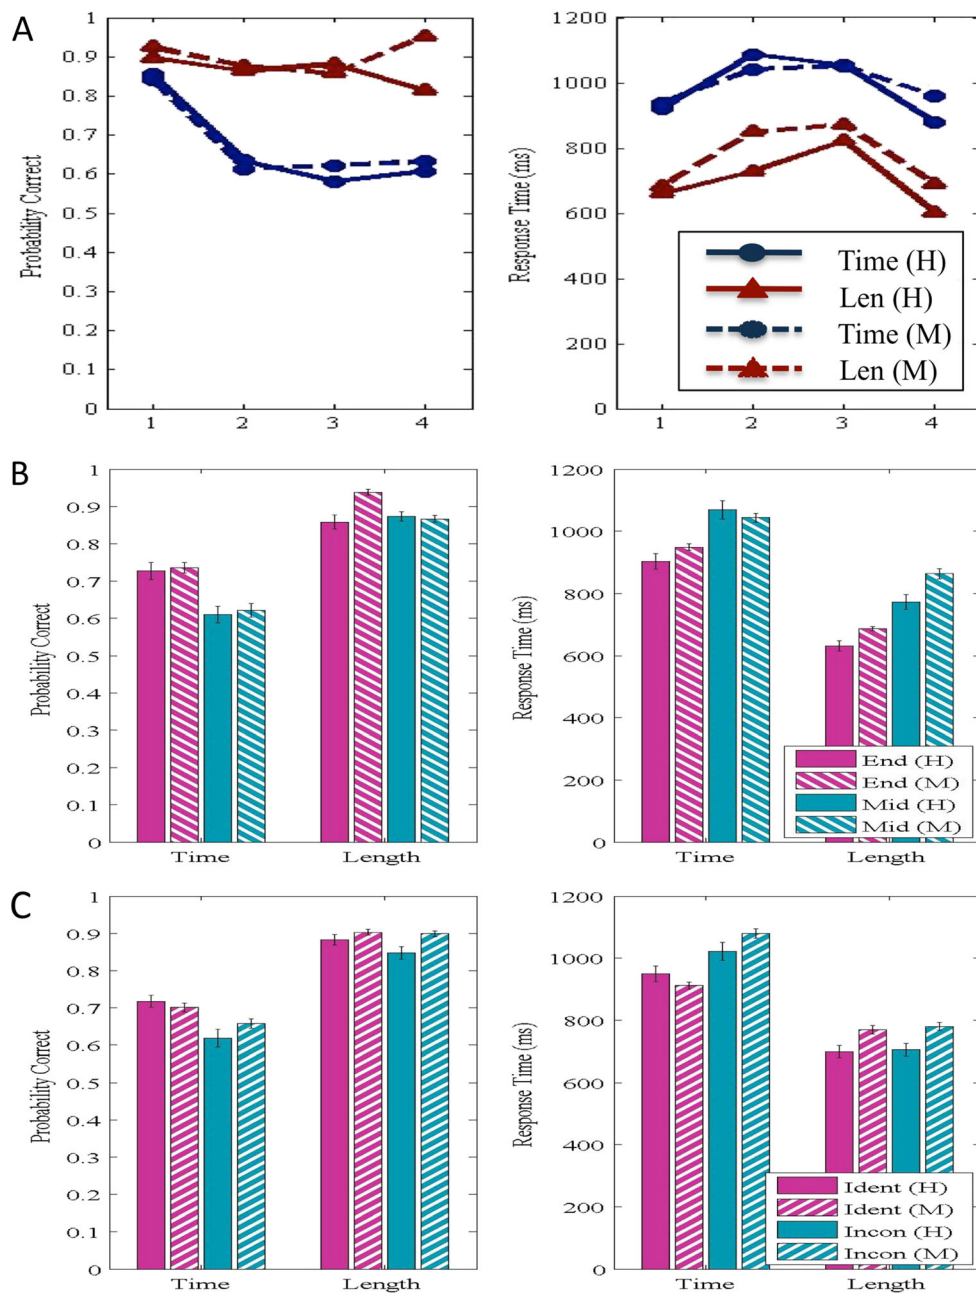 A
Probability Correct
1
0.9
0.8
0.7
0.6
0.5
0.4
0.3
0.2
0.1
0
1 2 3 4
Response Time (ms)
1200
1000
800
600
400
200
0
1 2 3 4
Time (H)
Len (H)
Time (M)
Len (M)
B
Probability Correct
1
0.9
0.8
0.7
0.6
0.5
0.4
0.3
0.2
0.1
0
Time Length
Response Time (ms)
1200
1000
800
600
400
200
0
Time Length
End (H)
End (M)
Mid (H)
Mid (M)
C
Probability Correct
1
0.9
0.8
0.7
0.6
0.5
0.4
0.3
0.2
0.1
0
Time Length
Response Time (ms)
1200
1000
800
600
400
200
0
Time Length
Ident (H)
Ident (M)
Incon (H)
Incon (M)